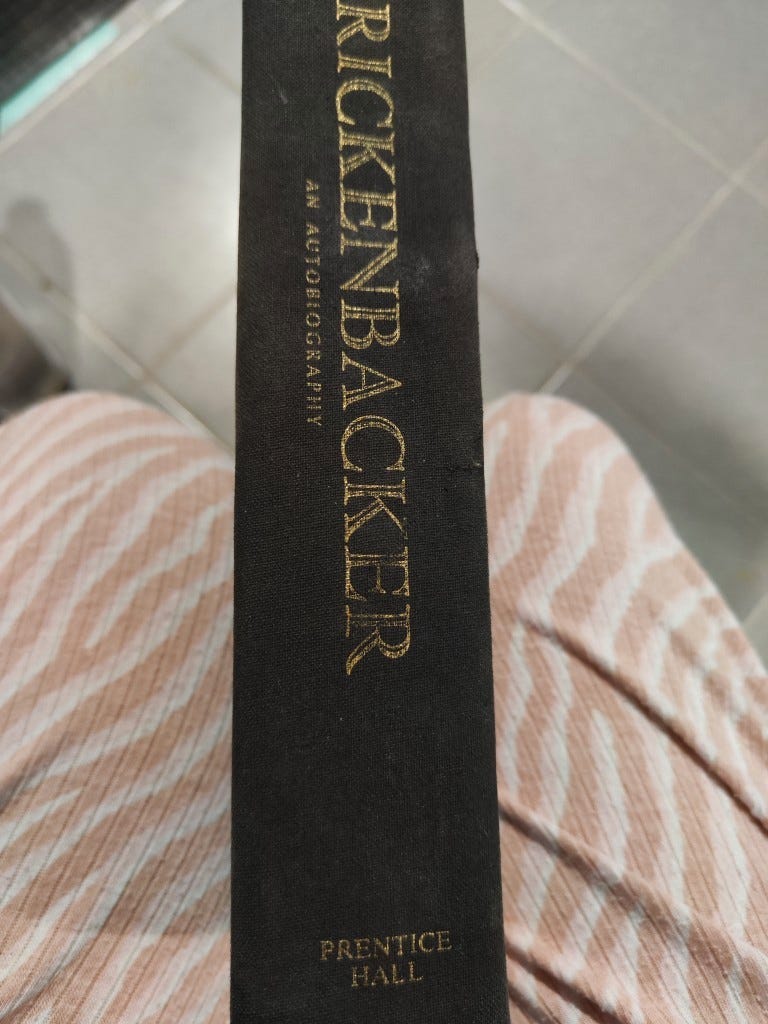 RICKENBACKER
AN AUTOBIOGRAPHY
PRENTICE
HALL